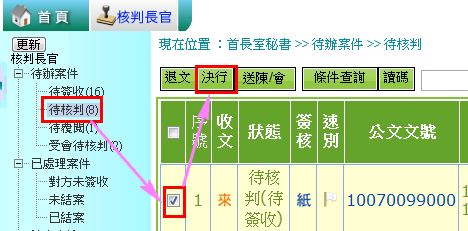 首頁 核判長官
更新
核判長官
待辦案件
待簽收(16)
待核判(8)
待覆閱(1)
受會待核判(2)
已處理案件
對方未簽收
未結案
已結案
現在位置 ：首長室秘書 >> 待辦案件 >> 待核判
退文 決行 送陳/會 條件查詢 讀碼
序號 收文 狀態 簽核 速別 公文文號
1 來 待核判(待簽收) 紙 10070099000